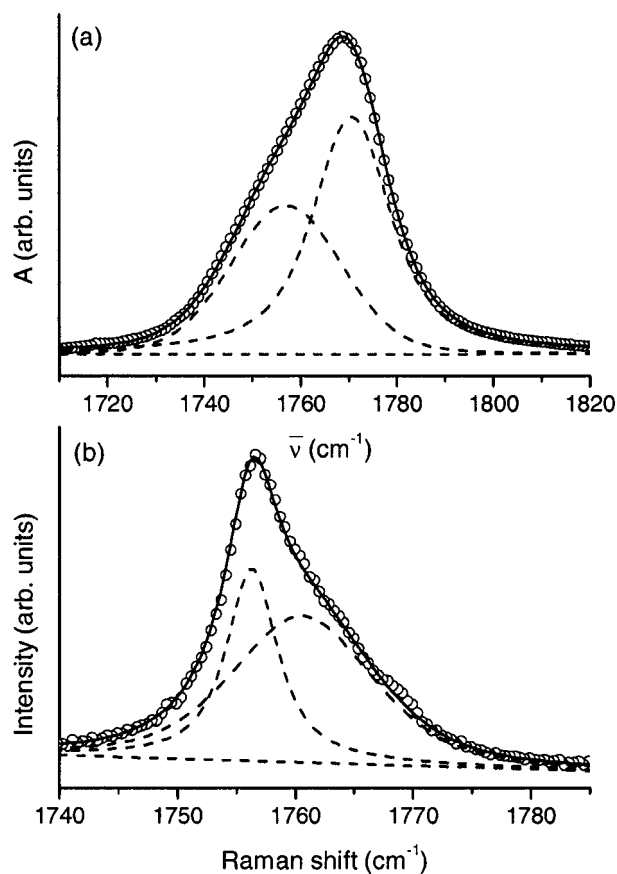 (a)
A (arb. units)
1720 1740 1760 1780 1800 1820
ν̅ (cm⁻¹)
(b)
Intensity (arb. units)
1740 1750 1760 1770 1780
Raman shift (cm⁻¹)